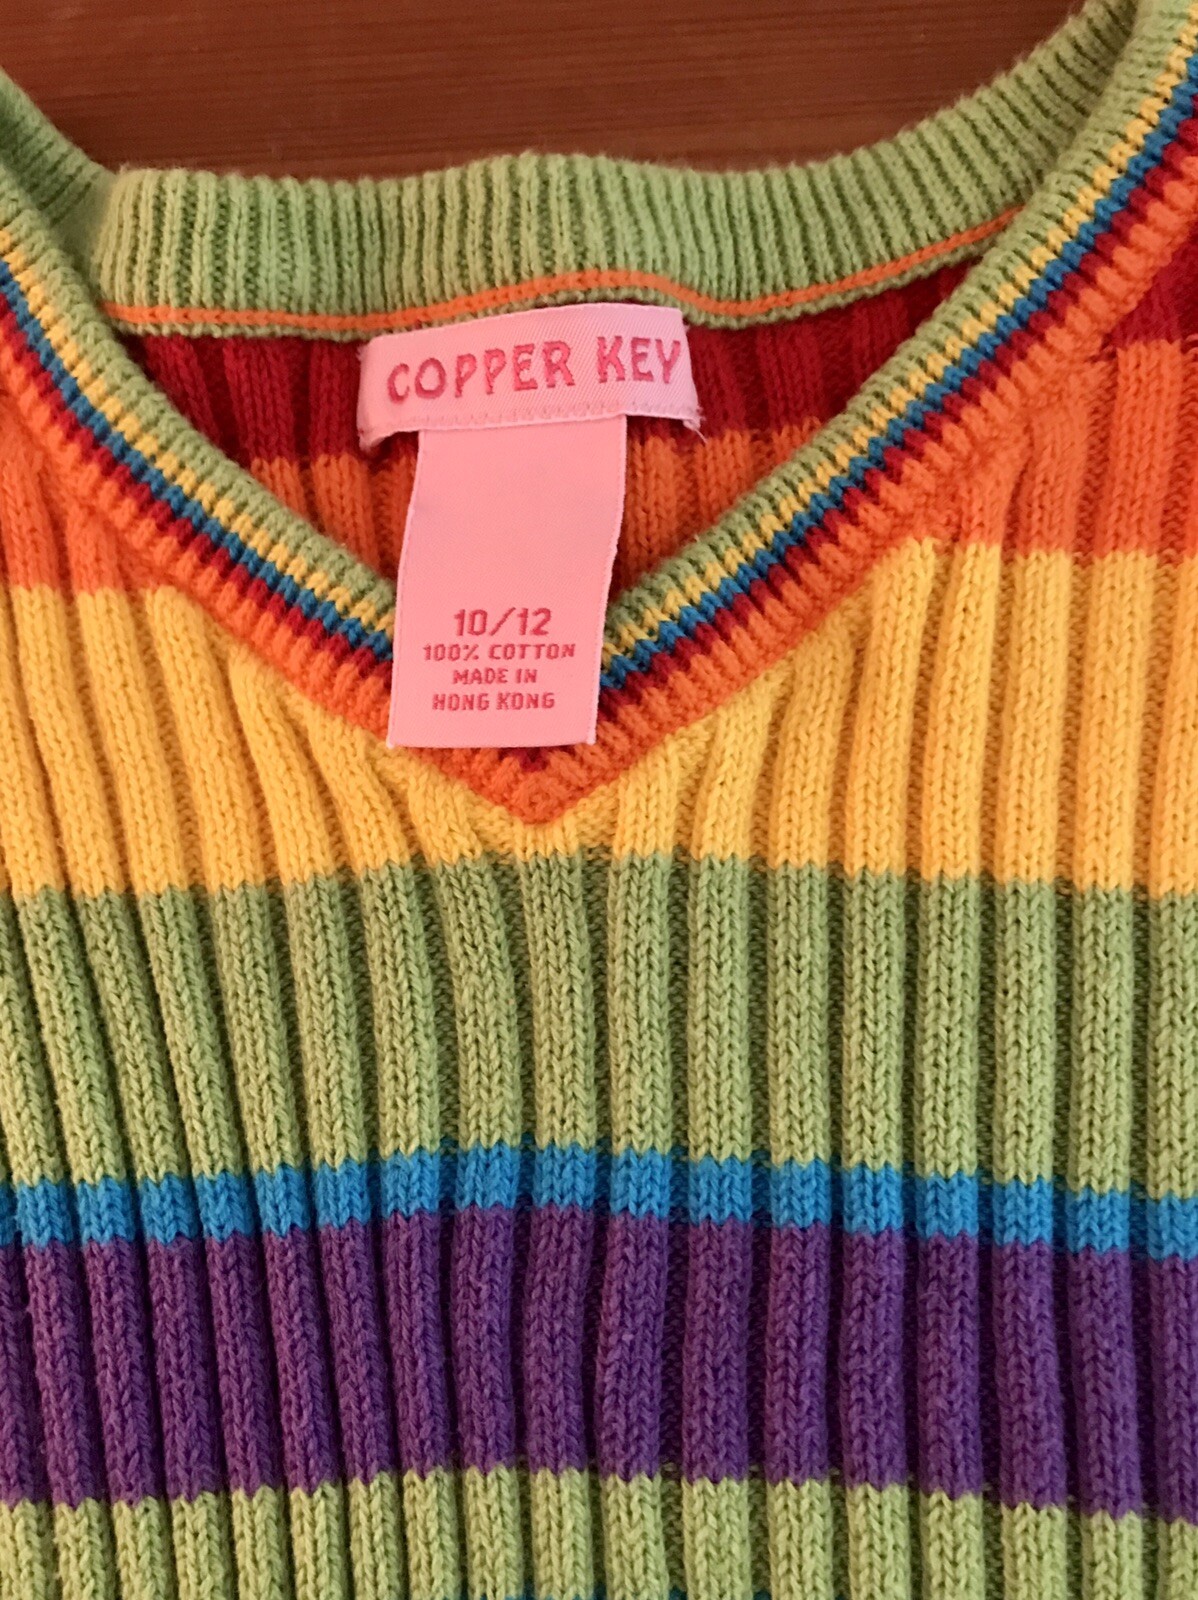 COPPER KEY
10/12
100% COTTON
MADE IN
HONG KONG